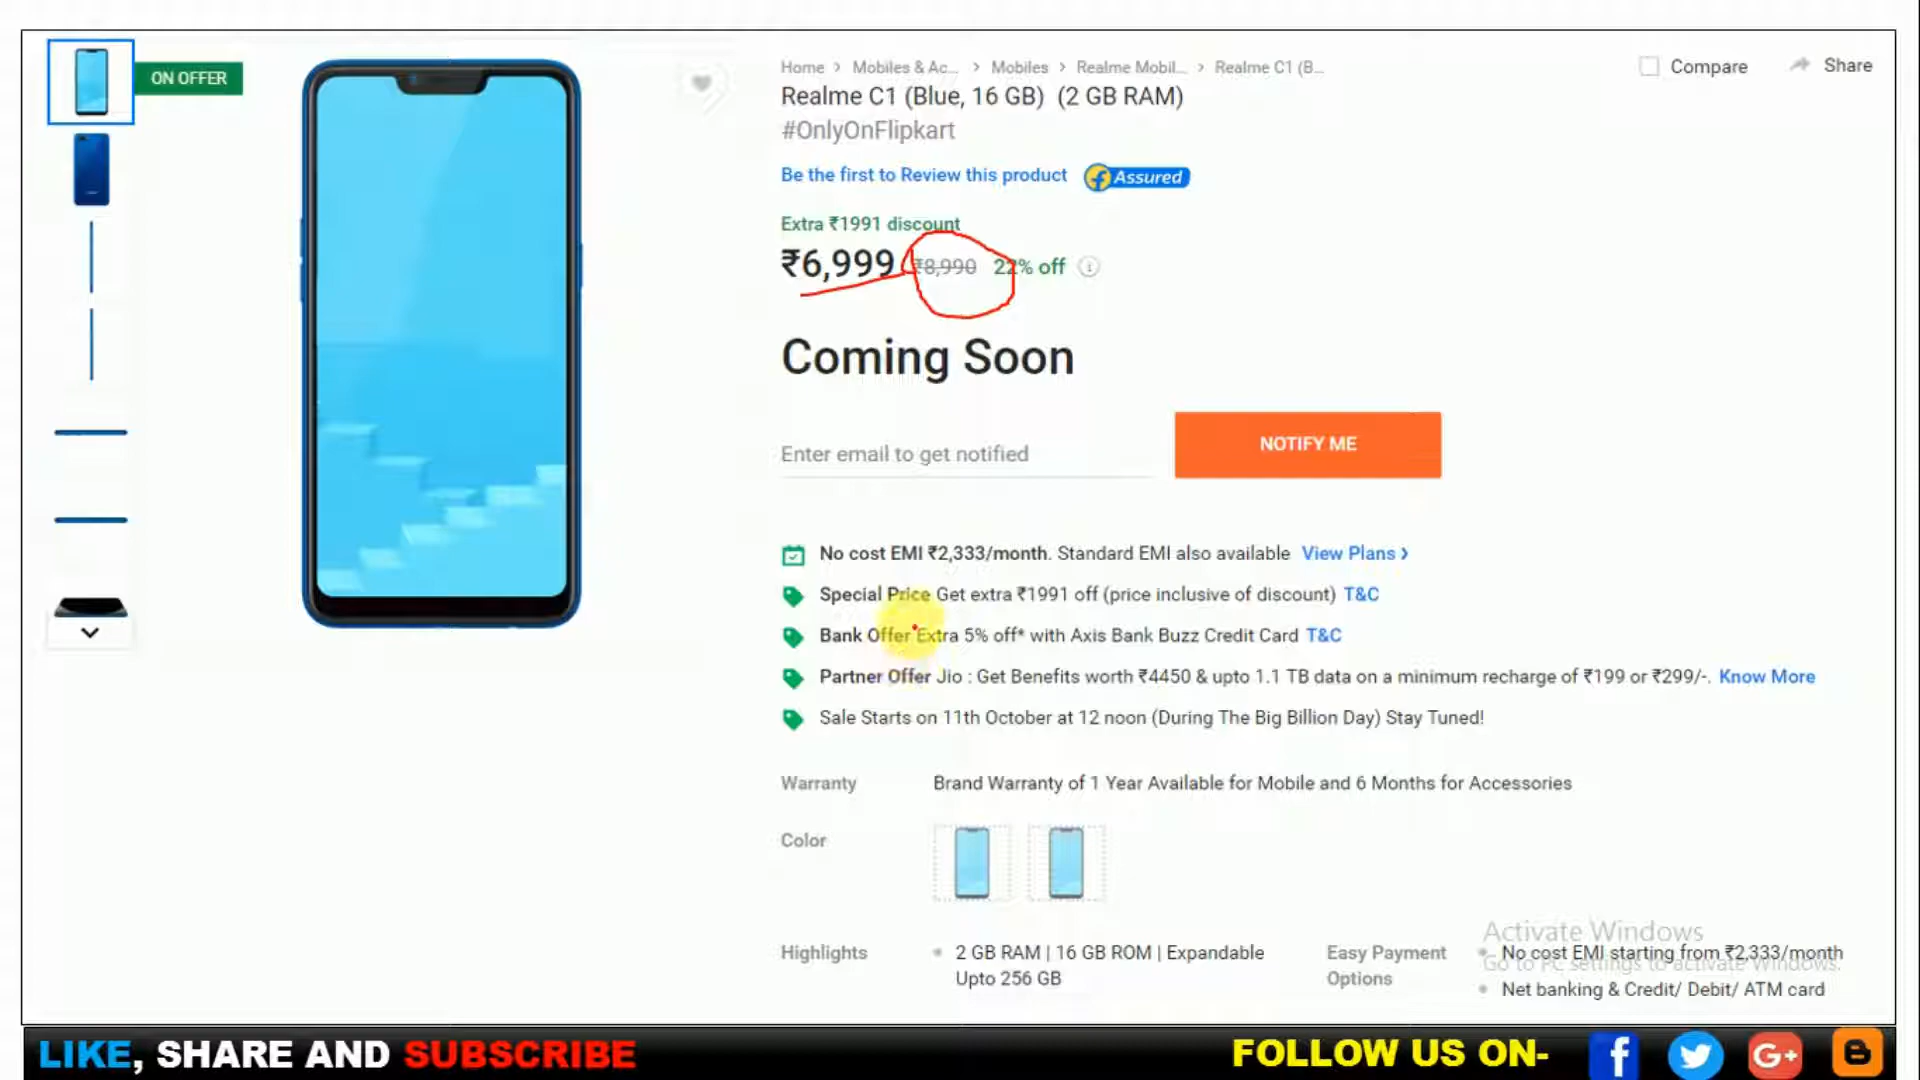 ON OFFER
Home > Mobiles & Ac... > Mobiles > Realme Mobil... > Realme C1 (B...
Compare
Share
Realme C1 (Blue, 16 GB) (2 GB RAM)
#OnlyOnFlipkart
Be the first to Review this product
Assured
Extra ₹1991 discount
₹6,999 ₹8,990 22% off
Coming Soon
Enter email to get notified
NOTIFY ME
No cost EMI ₹2,333/month. Standard EMI also available View Plans >
Special Price Get extra ₹1991 off (price inclusive of discount) T&C
Bank Offer Extra 5% off* with Axis Bank Buzz Credit Card T&C
Partner Offer Jio : Get Benefits worth ₹4450 & upto 1.1 TB data on a minimum recharge of ₹199 or ₹299/-. Know More
Sale Starts on 11th October at 12 noon (During The Big Billion Day) Stay Tuned!
Warranty Brand Warranty of 1 Year Available for Mobile and 6 Months for Accessories
Color
Highlights
2 GB RAM | 16 GB ROM | Expandable
Upto 256 GB
Easy Payment
Options
No cost EMI starting from ₹2,333/month
Net banking & Credit/ Debit/ ATM card
Activate Windows
Go to PC settings to activate Windows.
LIKE, SHARE AND SUBSCRIBE
FOLLOW US ON-
f
G+
B